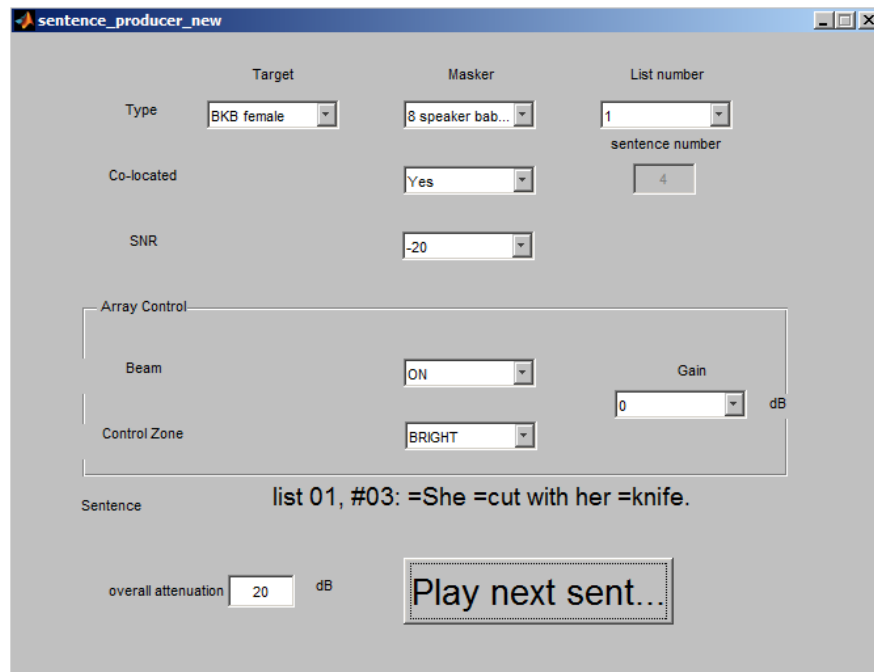 sentence_producer_new
Target Masker List number
Type BKB female 8 speaker bab... 1
sentence number
Co-located Yes 4
SNR -20
Array Control
Beam ON Gain
0 dB
Control Zone BRIGHT
Sentence list 01, #03: =She =cut with her =knife.
overall attenuation 20 dB Play next sent...